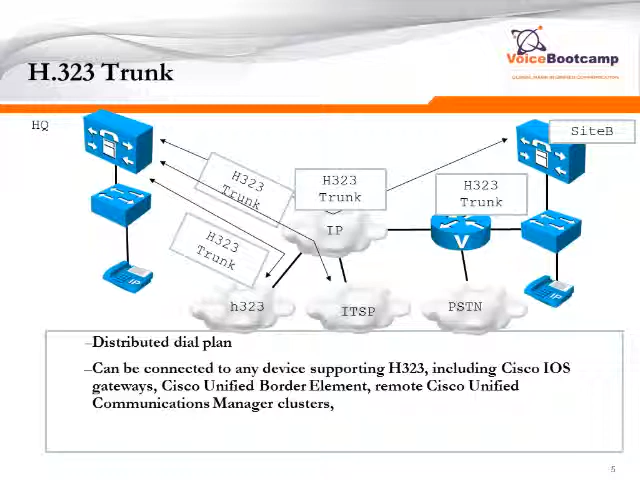 VoiceBootcamp
H.323 Trunk
HQ
SiteB
H323
Trunk
H323
Trunk
H323
Trunk
H323
Trunk
IP
V
IP
IP
h323
ITSP
PSTN
–Distributed dial plan
–Can be connected to any device supporting H323, including Cisco IOS
gateways, Cisco Unified Border Element, remote Cisco Unified
Communications Manager clusters,
5